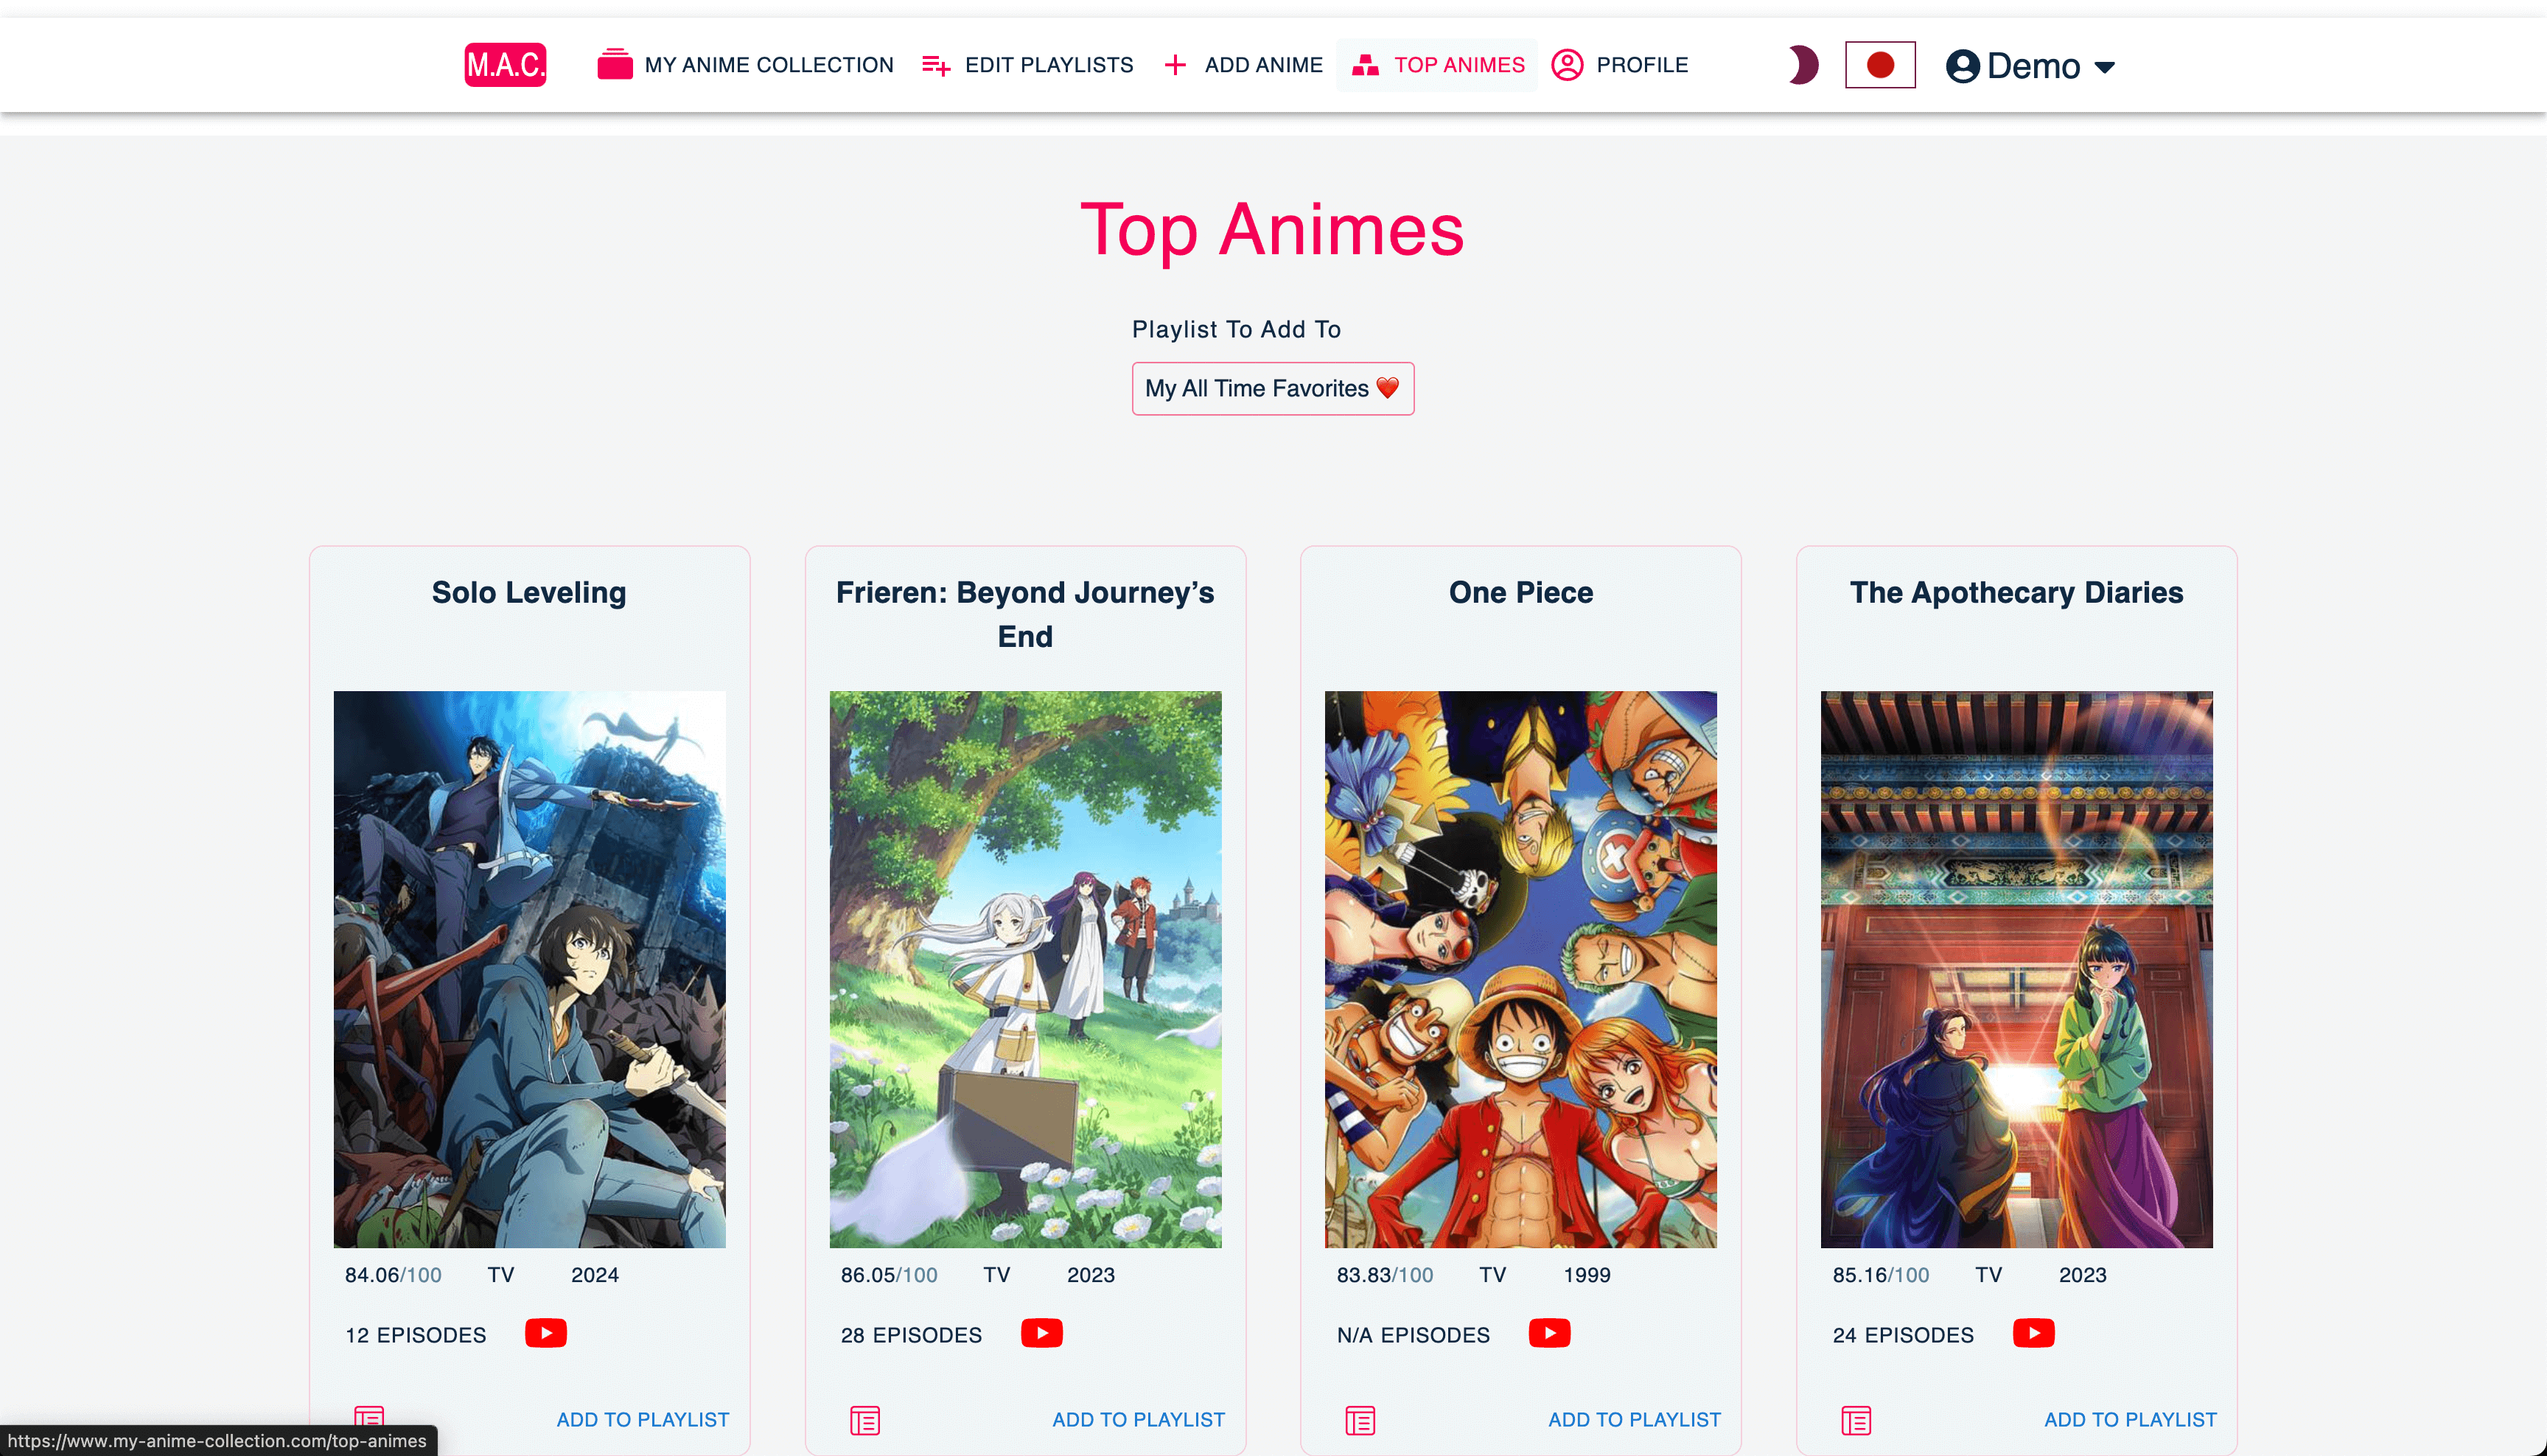 M.A.C.
MY ANIME COLLECTION
EDIT PLAYLISTS
ADD ANIME
TOP ANIMES
PROFILE
Demo
Top Animes
Playlist To Add To
My All Time Favorites ❤️
Solo Leveling
84.06/100 TV 2024
12 EPISODES
ADD TO PLAYLIST
Frieren: Beyond Journey’s
End
86.05/100 TV 2023
28 EPISODES
ADD TO PLAYLIST
One Piece
83.83/100 TV 1999
N/A EPISODES
ADD TO PLAYLIST
The Apothecary Diaries
85.16/100 TV 2023
24 EPISODES
ADD TO PLAYLIST
https://www.my-anime-collection.com/top-animes